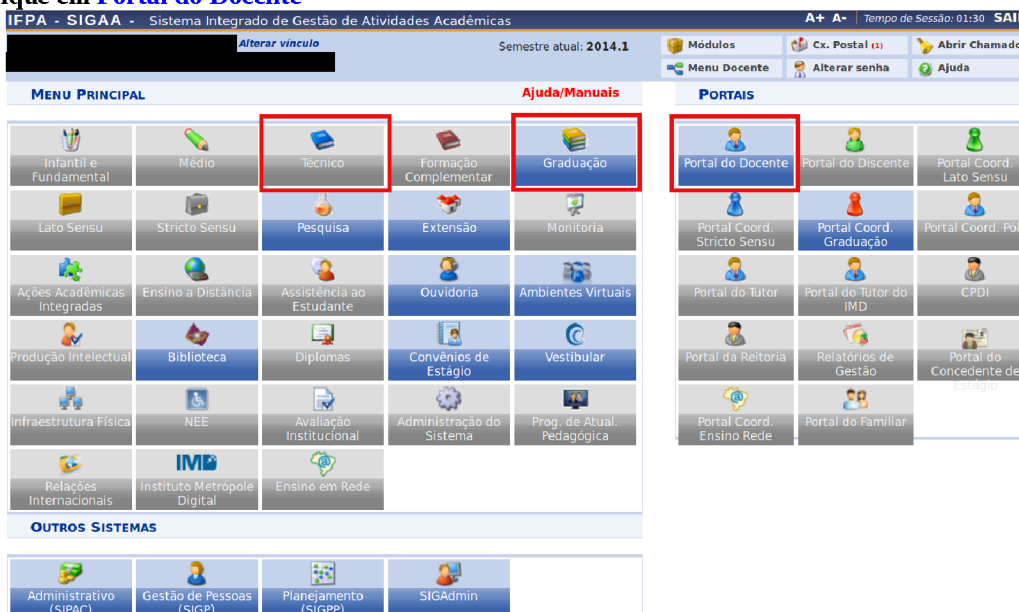 ique em Portal do Docente
IFPA - SIGAA - Sistema Integrado de Gestão de Atividades Acadêmicas
A+ A- Tempo de Sessão: 01:30 SAI
Alterar vínculo
Semestre atual: 2014.1
Módulos
Cx. Postal (1)
Abrir Chamado
Menu Docente
Alterar senha
Ajuda
MENU PRINCIPAL
Ajuda/Manuais
Infantil e
Fundamental
Médio
Técnico
Formação
Complementar
Graduação
Lato Sensu
Stricto Sensu
Pesquisa
Extensão
Monitoria
Ações Acadêmicas
Integradas
Ensino a Distância
Assistência ao
Estudante
Ouvidoria
Ambientes Virtuais
Produção Intelectual
Biblioteca
Diplomas
Convênios de
Estágio
Vestibular
Infraestrutura Física
NEE
Avaliação
Institucional
Administração do
Sistema
Prog. de Atual.
Pedagógica
Relações
Internacionais
IMD
Instituto Metrópole
Digital
Ensino em Rede
PORTAIS
Portal do Docente
Portal do Discente
Portal Coord.
Lato Sensu
Portal Coord.
Stricto Sensu
Portal Coord.
Graduação
Portal Coord. Pól
Portal do Tutor
Portal do Tutor do
IMD
CPDI
Portal da Reitoria
Relatórios de
Gestão
Portal do
Concedente de
Estágio
Portal Coord.
Ensino Rede
Portal do Familiar
OUTROS SISTEMAS
Administrativo
(SIPAC)
Gestão de Pessoas
(SIGP)
Planejamento
(SIGPP)
SIGAdmin